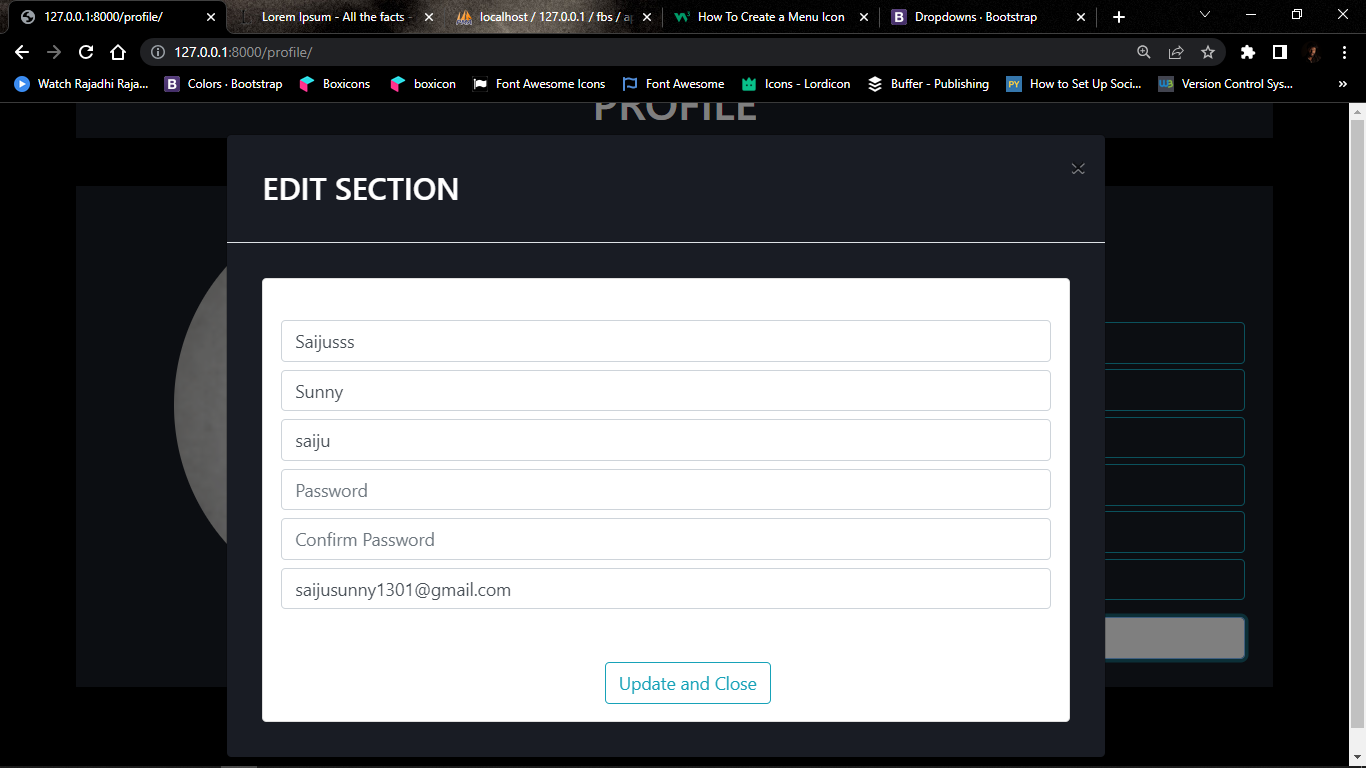 127.0.0.1:8000/profile/
Lorem Ipsum - All the facts -
localhost / 127.0.0.1 / fbs / ap
How To Create a Menu Icon
B Dropdowns · Bootstrap
127.0.0.1:8000/profile/
Watch Rajadhi Raja...
B Colors · Bootstrap
Boxicons
boxicon
Font Awesome Icons
Font Awesome
Icons - Lordicon
Buffer - Publishing
PY How to Set Up Soci...
Version Control Sys...
»
PROFILE
EDIT SECTION
Saijusss
Sunny
saiju
Password
Confirm Password
saijusunny1301@gmail.com
Update and Close